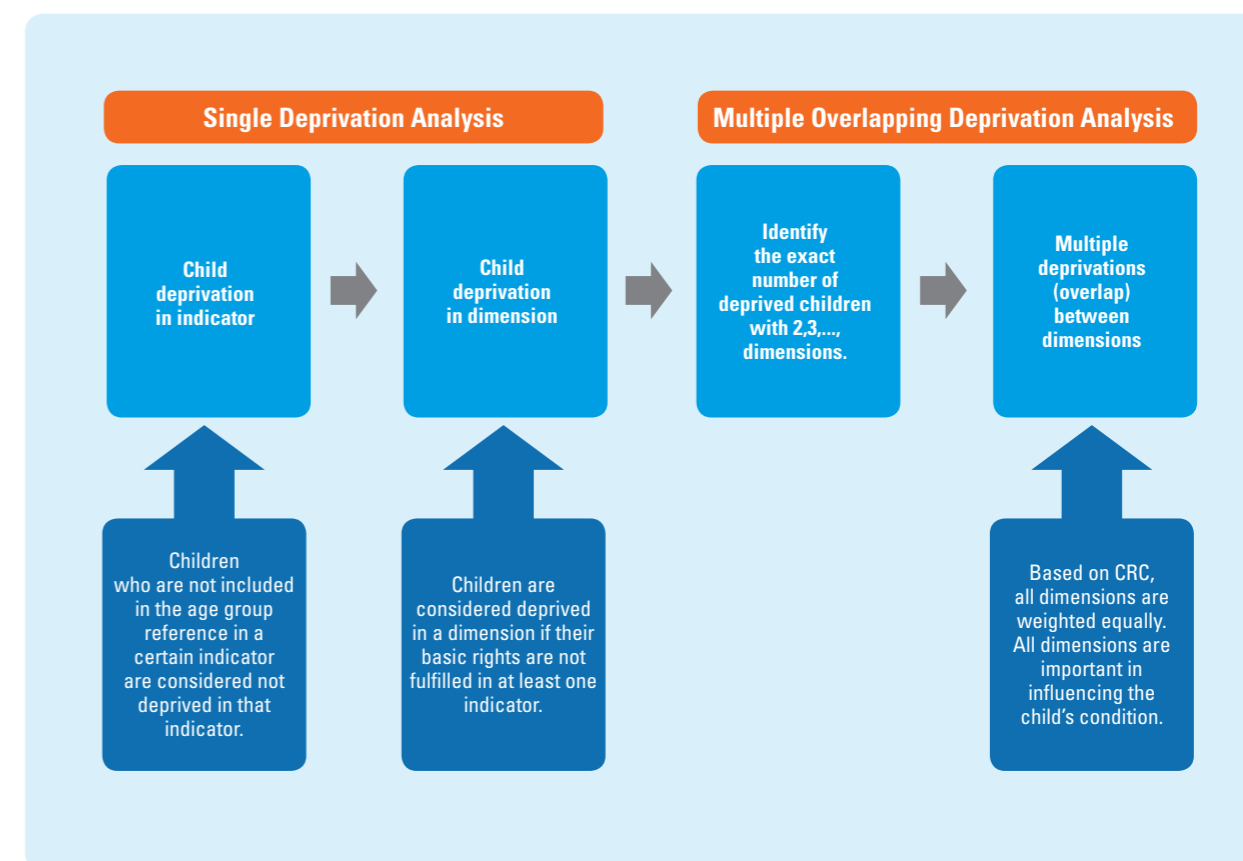 Single Deprivation Analysis
Multiple Overlapping Deprivation Analysis
Child
deprivation
in indicator
Child
deprivation
in dimension
Identify
the exact
number of
deprived children
with 2,3,...,
dimensions.
Multiple
deprivations
(overlap)
between
dimensions
Children
who are not included
in the age group
reference in a
certain indicator
are considered not
deprived in that
indicator.
Children are
considered deprived
in a dimension if their
basic rights are not
fulfilled in at least one
indicator.
Based on CRC,
all dimensions are
weighted equally.
All dimensions are
important in
influencing the
child’s condition.